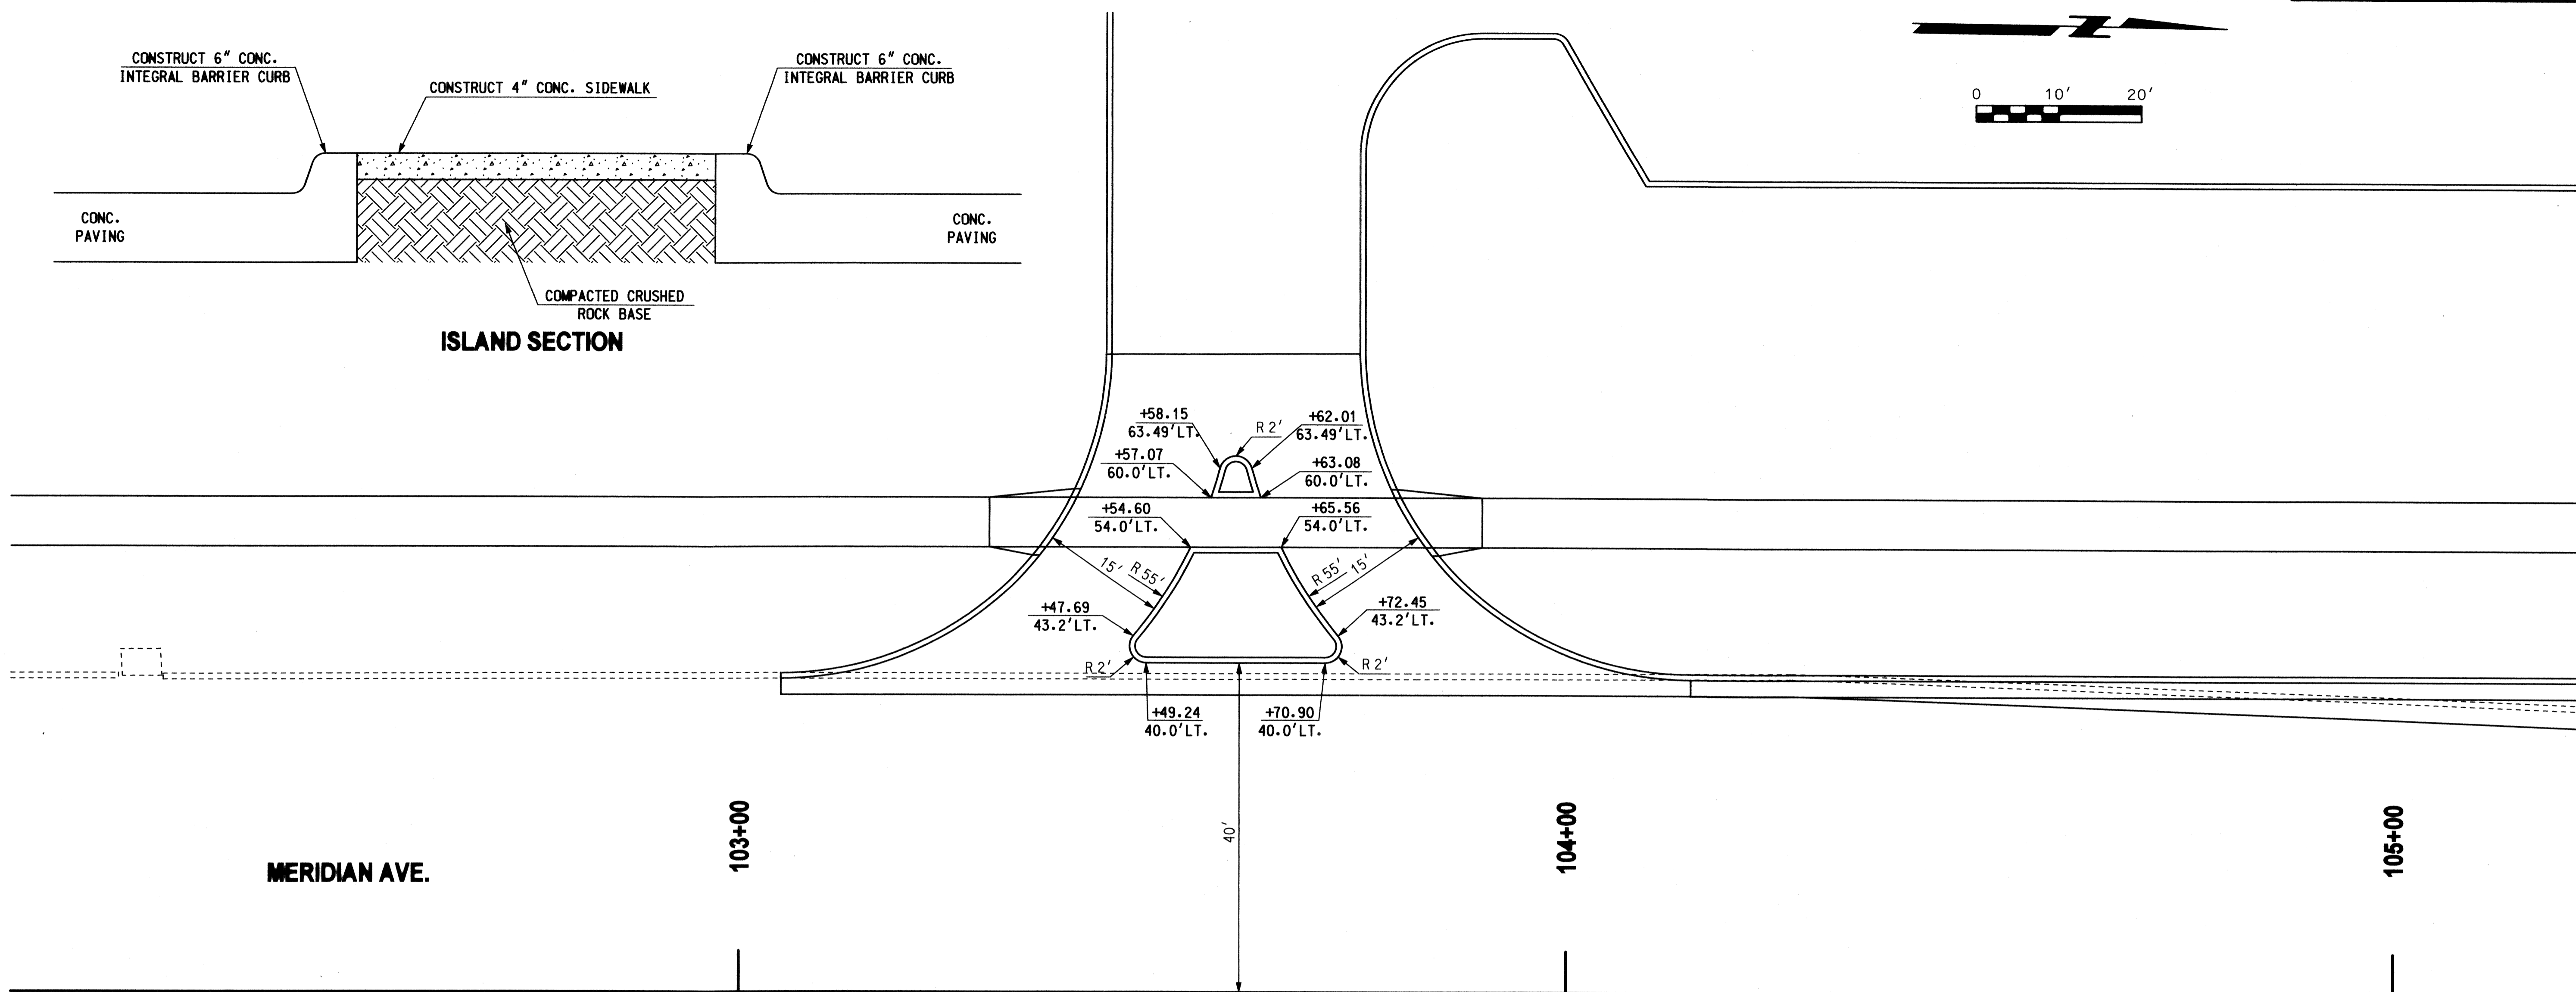 CONSTRUCT 6" CONC.
INTEGRAL BARRIER CURB
CONSTRUCT 4" CONC. SIDEWALK
CONSTRUCT 6" CONC.
INTEGRAL BARRIER CURB
CONC.
PAVING
CONC.
PAVING
COMPACTED CRUSHED
ROCK BASE
ISLAND SECTION
Z
0 10' 20'
+58.15
63.49'LT.
R 2'
+62.01
63.49'LT.
+57.07
60.0'LT.
+63.08
60.0'LT.
+54.60
54.0'LT.
+65.56
54.0'LT.
15'
R 55'
R 55'
15'
+47.69
43.2'LT.
+72.45
43.2'LT.
R 2'
R 2'
+49.24
40.0'LT.
+70.90
40.0'LT.
40'
103+00
104+00
105+00
MERIDIAN AVE.